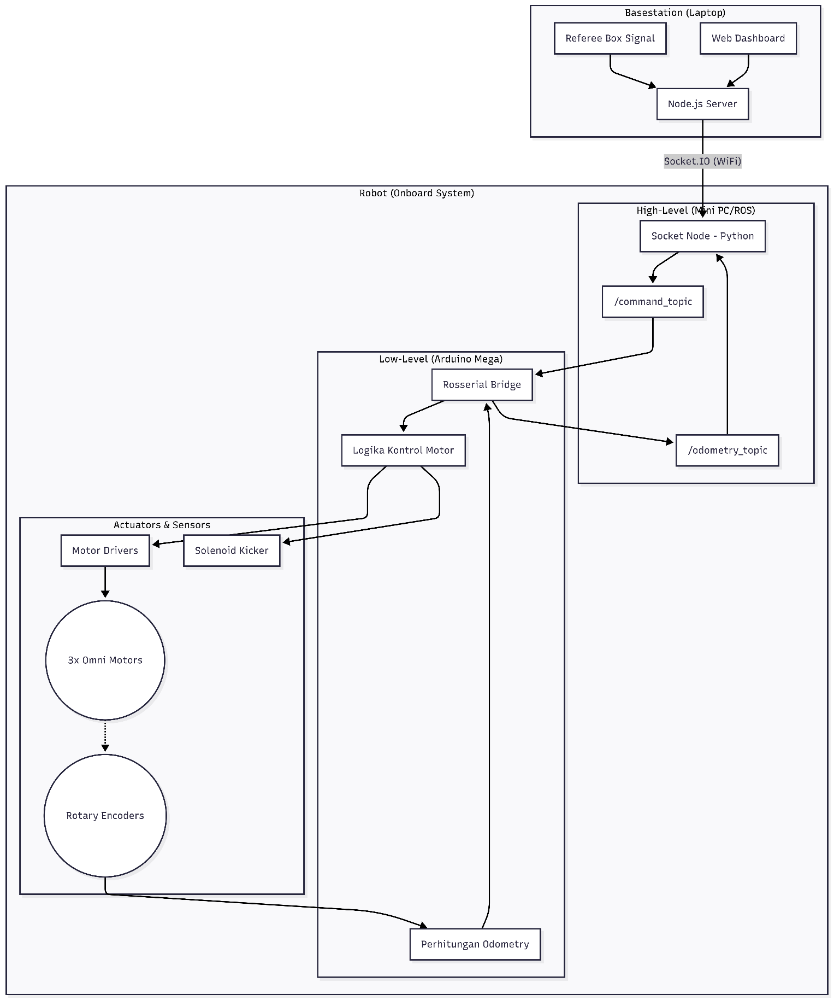 Basestation (Laptop)
Referee Box Signal
Web Dashboard
Node.js Server
Socket.IO (WiFi)
Robot (Onboard System)
High-Level (Mini PC/ROS)
Socket Node - Python
/command_topic
Low-Level (Arduino Mega)
Rosserial Bridge
Logika Kontrol Motor
/odometry_topic
Actuators & Sensors
Motor Drivers
Solenoid Kicker
3x Omni Motors
Rotary Encoders
Perhitungan Odometry